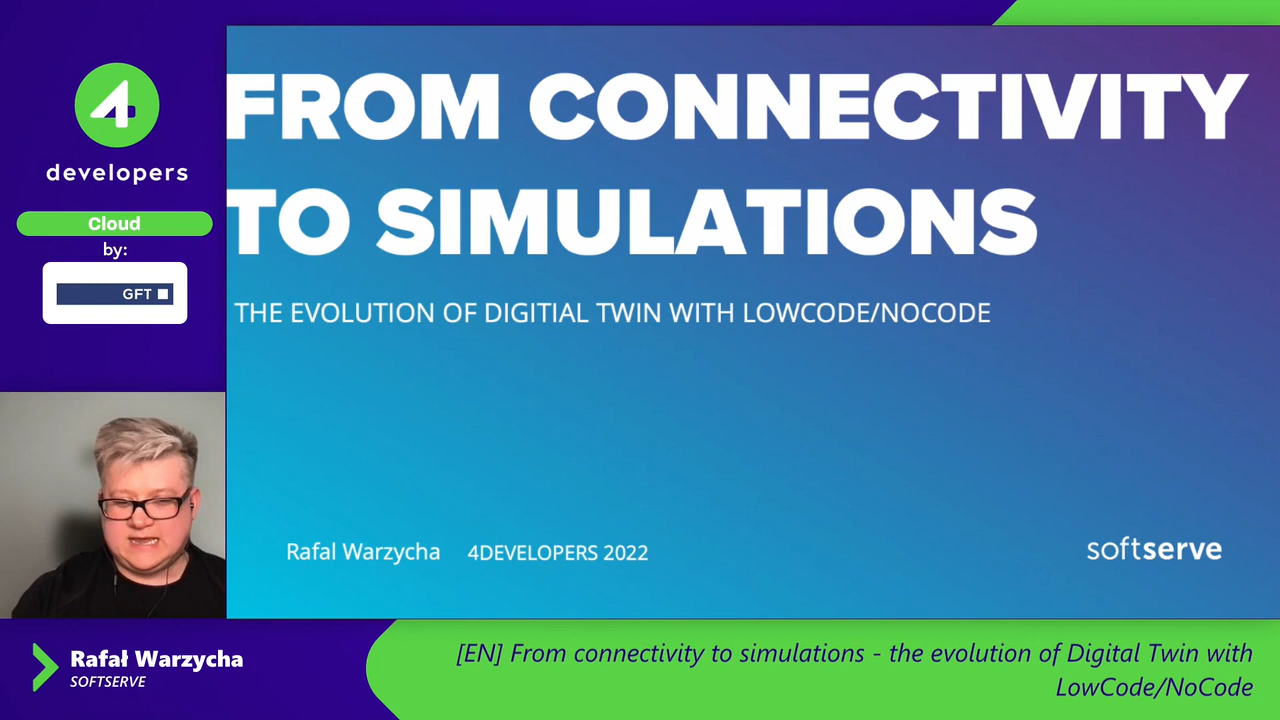 4
developers
Cloud
by:
GFT
FROM CONNECTIVITY
TO SIMULATIONS
THE EVOLUTION OF DIGITIAL TWIN WITH LOWCODE/NOCODE
Rafal Warzycha 4DEVELOPERS 2022
softserve
Rafał Warzycha
SOFTSERVE
[EN] From connectivity to simulations - the evolution of Digital Twin with
LowCode/NoCode